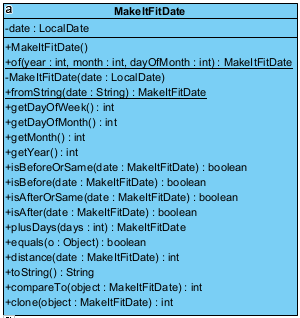 a
MakeItFitDate
-date : LocalDate
+MakeItFitDate()
+of(year : int, month : int, dayOfMonth : int) : MakeItFitDate
-MakeItFitDate(date : LocalDate)
+fromString(date : String) : MakeItFitDate
+getDayOfWeek() : int
+getDayOfMonth() : int
+getMonth() : int
+getYear() : int
+isBeforeOrSame(date : MakeItFitDate) : boolean
+isBefore(date : MakeItFitDate) : boolean
+isAfterOrSame(date : MakeItFitDate) : boolean
+isAfter(date : MakeItFitDate) : boolean
+plusDays(days : int) : MakeItFitDate
+equals(o : Object) : boolean
+distance(date : MakeItFitDate) : int
+toString() : String
+compareTo(object : MakeItFitDate) : int
+clone(object : MakeItFitDate) : int